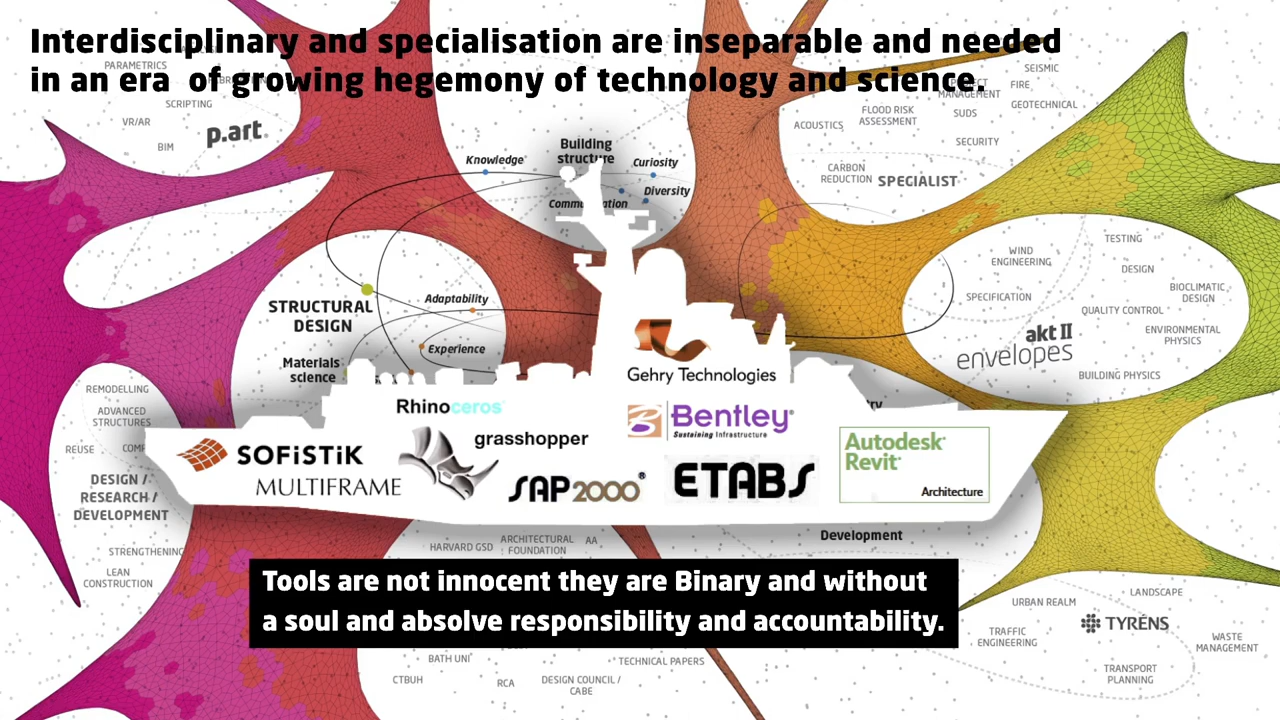 Interdisciplinary and specialisation are inseparable and needed
in an era of growing hegemony of technology and science.
PARAMETRICS
SCRIPTING
VR/AR
BIM
p.art
Knowledge
Building
structure
Curiosity
Diversity
STRUCTURAL
DESIGN
Adaptability
Experience
Materials
science
SEISMIC
FIRE
MANAGEMENT
GEOTECHNICAL
FLOOD RISK
ASSESSMENT
SUDS
ACOUSTICS
SECURITY
CARBON
REDUCTION
SPECIALIST
WIND
ENGINEERING
TESTING
DESIGN
SPECIFICATION
BIOCLIMATIC
DESIGN
QUALITY CONTROL
akt II
envelopes
ENVIRONMENTAL
PHYSICS
BUILDING PHYSICS
REMODELLING
ADVANCED
STRUCTURES
REUSE
DESIGN /
RESEARCH /
DEVELOPMENT
STRENGTHENING
LEAN
CONSTRUCTION
Gehry Technologies
Rhinoceros
grasshopper
Bentley
Sustaining Infrastructure
SOFiSTiK
MULTIFRAME
SAP2000
ETABS
Autodesk
Revit
Architecture
Development
HARVARD GSD
ARCHITECTURAL
FOUNDATION
AA
Tools are not innocent they are Binary and without
a soul and absolve responsibility and accountability.
BATH UNI
CTBUH
RCA
DESIGN COUNCIL /
CABE
TECHNICAL PAPERS
URBAN REALM
LANDSCAPE
TYRÉNS
TRAFFIC
ENGINEERING
WASTE
MANAGEMENT
TRANSPORT
PLANNING